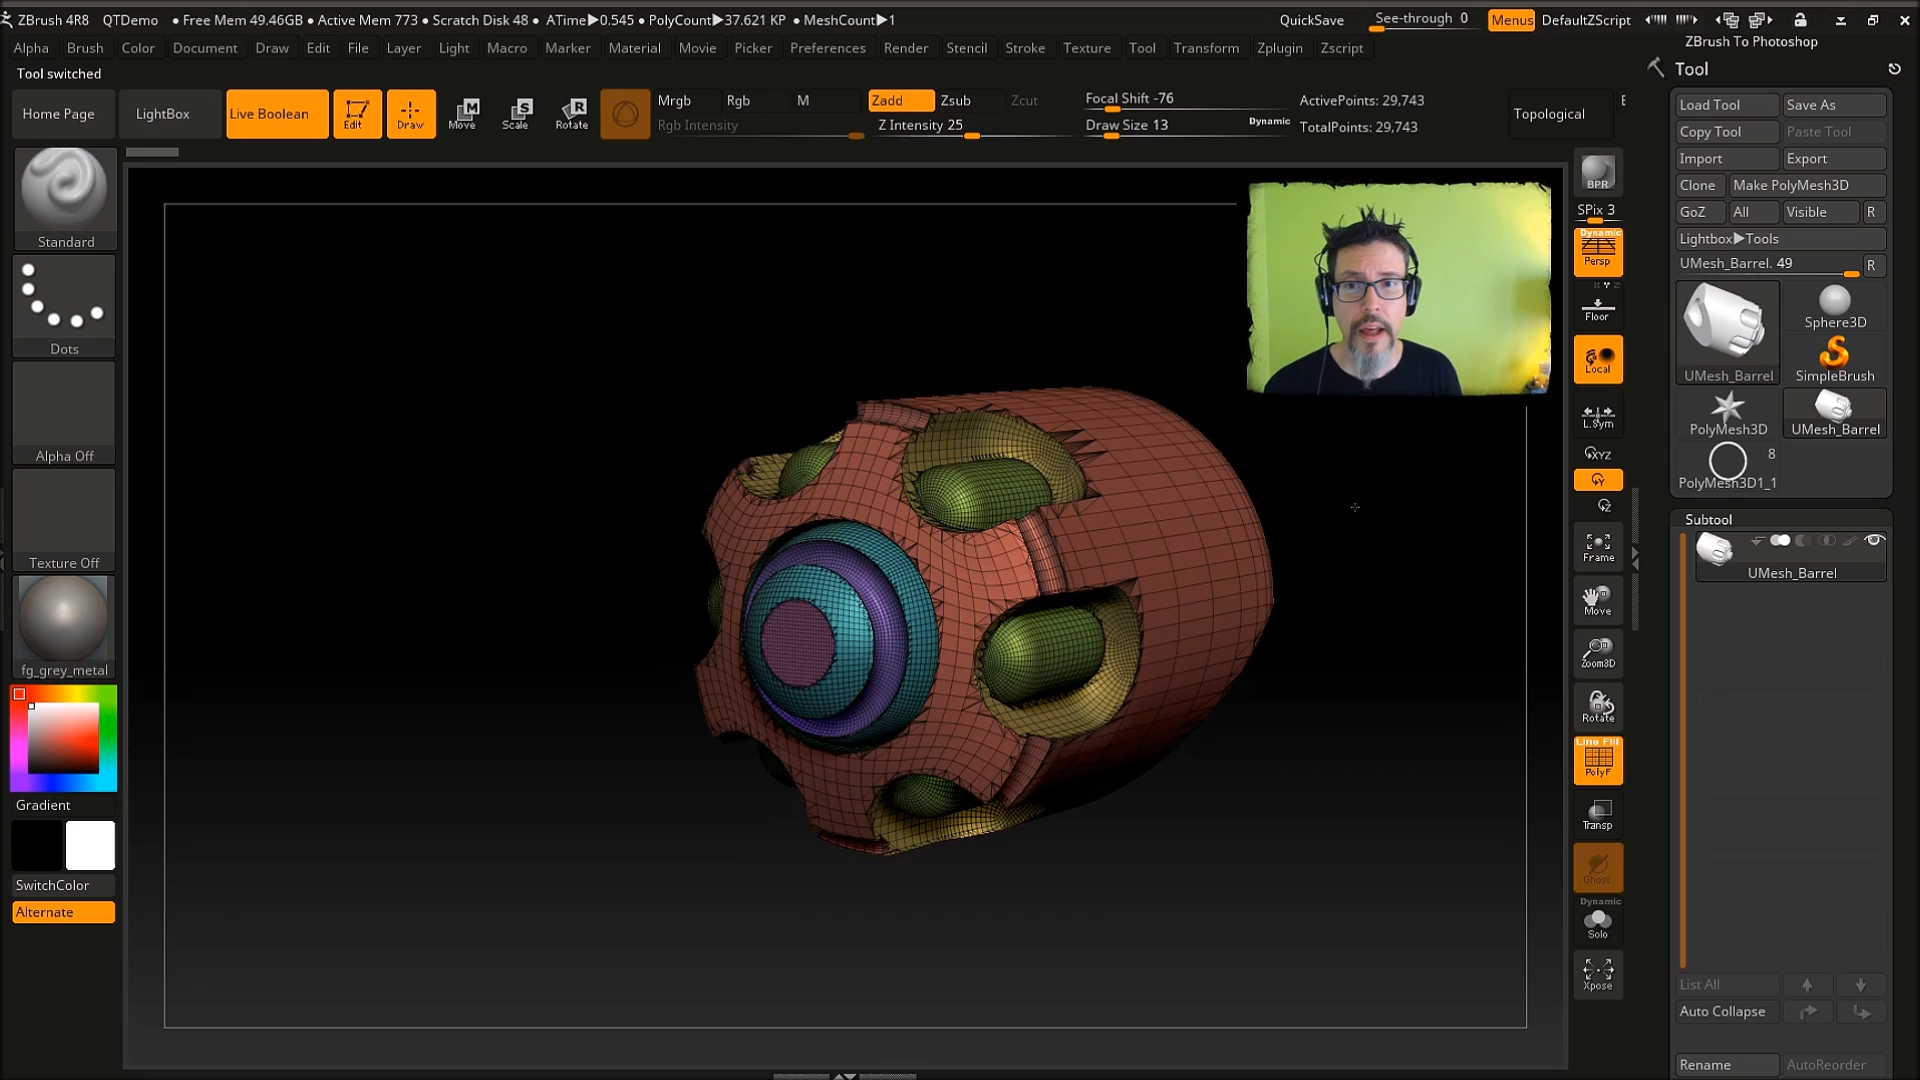 ZBrush 4R8 QTDemo • Free Mem 49.46GB • Active Mem 773 • Scratch Disk 48 • ATime▶0.545 • PolyCount▶37.621 KP • MeshCount▶1
QuickSave See-through 0 Menus DefaultZScript
Alpha Brush Color Document Draw Edit File Layer Light Macro Marker Material Movie Picker Preferences Render Stencil Stroke Texture Tool Transform Zplugin Zscript
ZBrush To Photoshop
Tool switched
Tool
Home Page LightBox Live Boolean Edit Draw Move Scale Rotate
M S R
Mrgb Rgb M
Rgb Intensity
Zadd Zsub Zcut
Z Intensity 25
Focal Shift -76
Draw Size 13 Dynamic
ActivePoints: 29,743
TotalPoints: 29,743
Topological
E
Load Tool Save As
Copy Tool Paste Tool
Import Export
Clone Make PolyMesh3D
GoZ All Visible R
Lightbox▶Tools
UMesh_Barrel. 49 R
UMesh_Barrel Sphere3D
SimpleBrush
PolyMesh3D UMesh_Barrel
8
PolyMesh3D1_1
Subtool
UMesh_Barrel
List All
Auto Collapse
Rename AutoReorder
Standard
Dots
Alpha Off
Texture Off
fg_grey_metal
Gradient
SwitchColor
Alternate
BPR
SPix 3
Dynamic
Persp
Floor
Local
L.Sym
XYZ
Y
Z
Frame
Move
Zoom3D
Rotate
Line Fill
PolyF
Transp
Ghost
Dynamic
Solo
Xpose